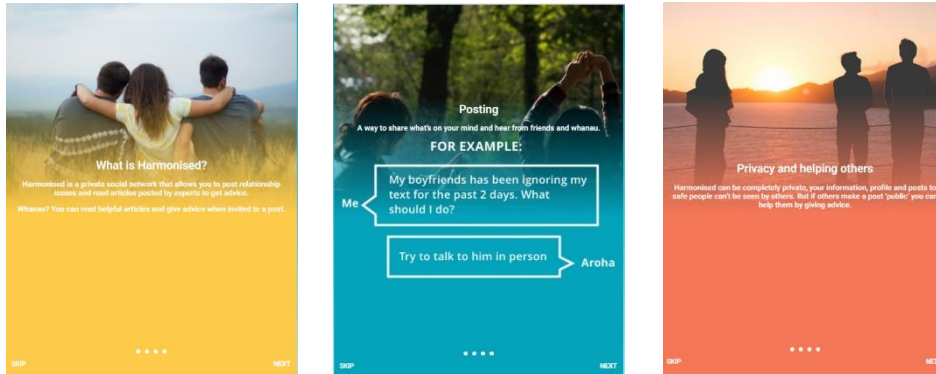 What is Harmonised?
Harmonised is a private social network that allows you to post relationship
issues and read articles posted by experts to get advice.
Whanau? You can read helpful articles and give advice when invited to a post.
SKIP
NEXT
Posting
A way to share what's on your mind and hear from friends and whanau.
FOR EXAMPLE:
Me
My boyfriends has been ignoring my
text for the past 2 days. What
should I do?
Try to talk to him in person
Aroha
SKIP
NEXT
Privacy and helping others
Harmonised can be completely private, your information, profile and posts to
safe people can't be seen by others. But if others make a post 'public' you can
help them by giving advice.
SKIP